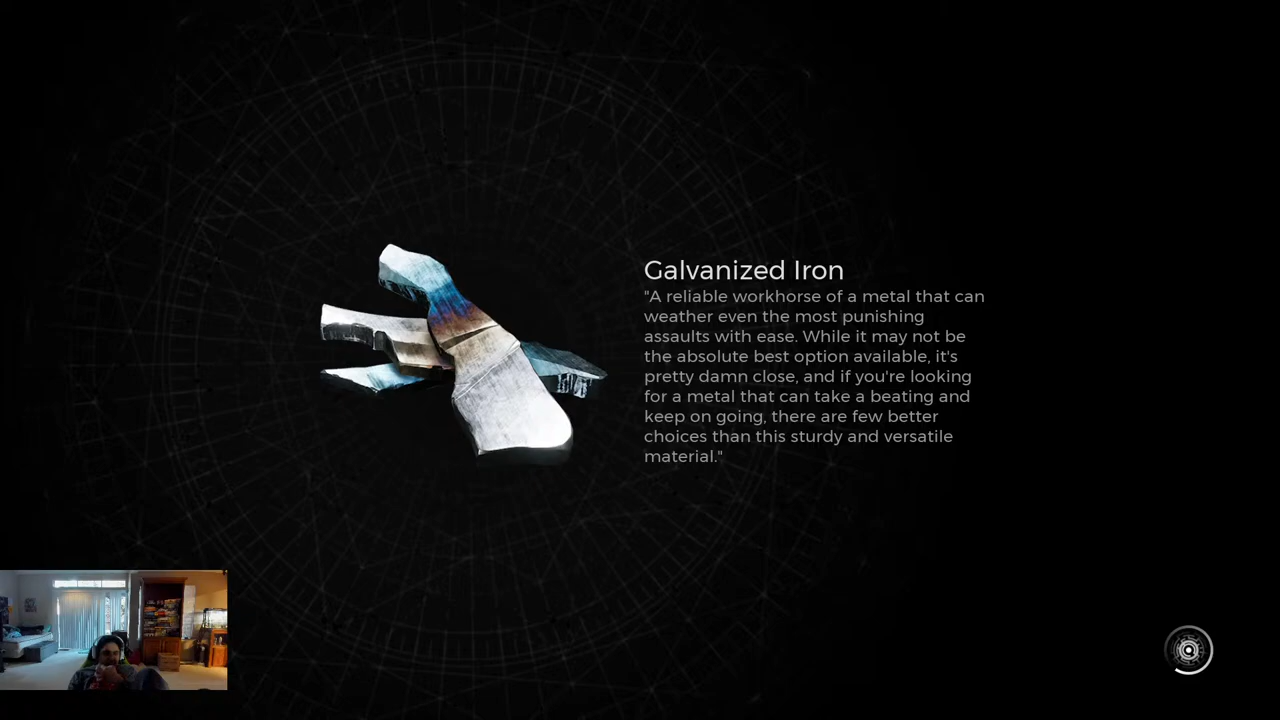 Galvanized Iron
"A reliable workhorse of a metal that can
weather even the most punishing
assaults with ease. While it may not be
the absolute best option available, it's
pretty damn close, and if you're looking
for a metal that can take a beating and
keep on going, there are few better
choices than this sturdy and versatile
material."